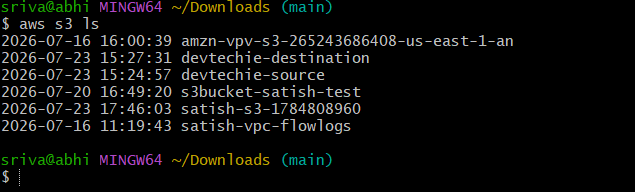 sriva@abhi MINGW64 ~/Downloads (main)
$ aws s3 ls
2026-07-16 16:00:39 amzn-vpv-s3-265243686408-us-east-1-an
2026-07-23 15:27:31 devtechie-destination
2026-07-23 15:24:57 devtechie-source
2026-07-20 16:49:20 s3bucket-satish-test
2026-07-23 17:46:03 satish-s3-1784808960
2026-07-16 11:19:43 satish-vpc-flowlogs
sriva@abhi MINGW64 ~/Downloads (main)
$